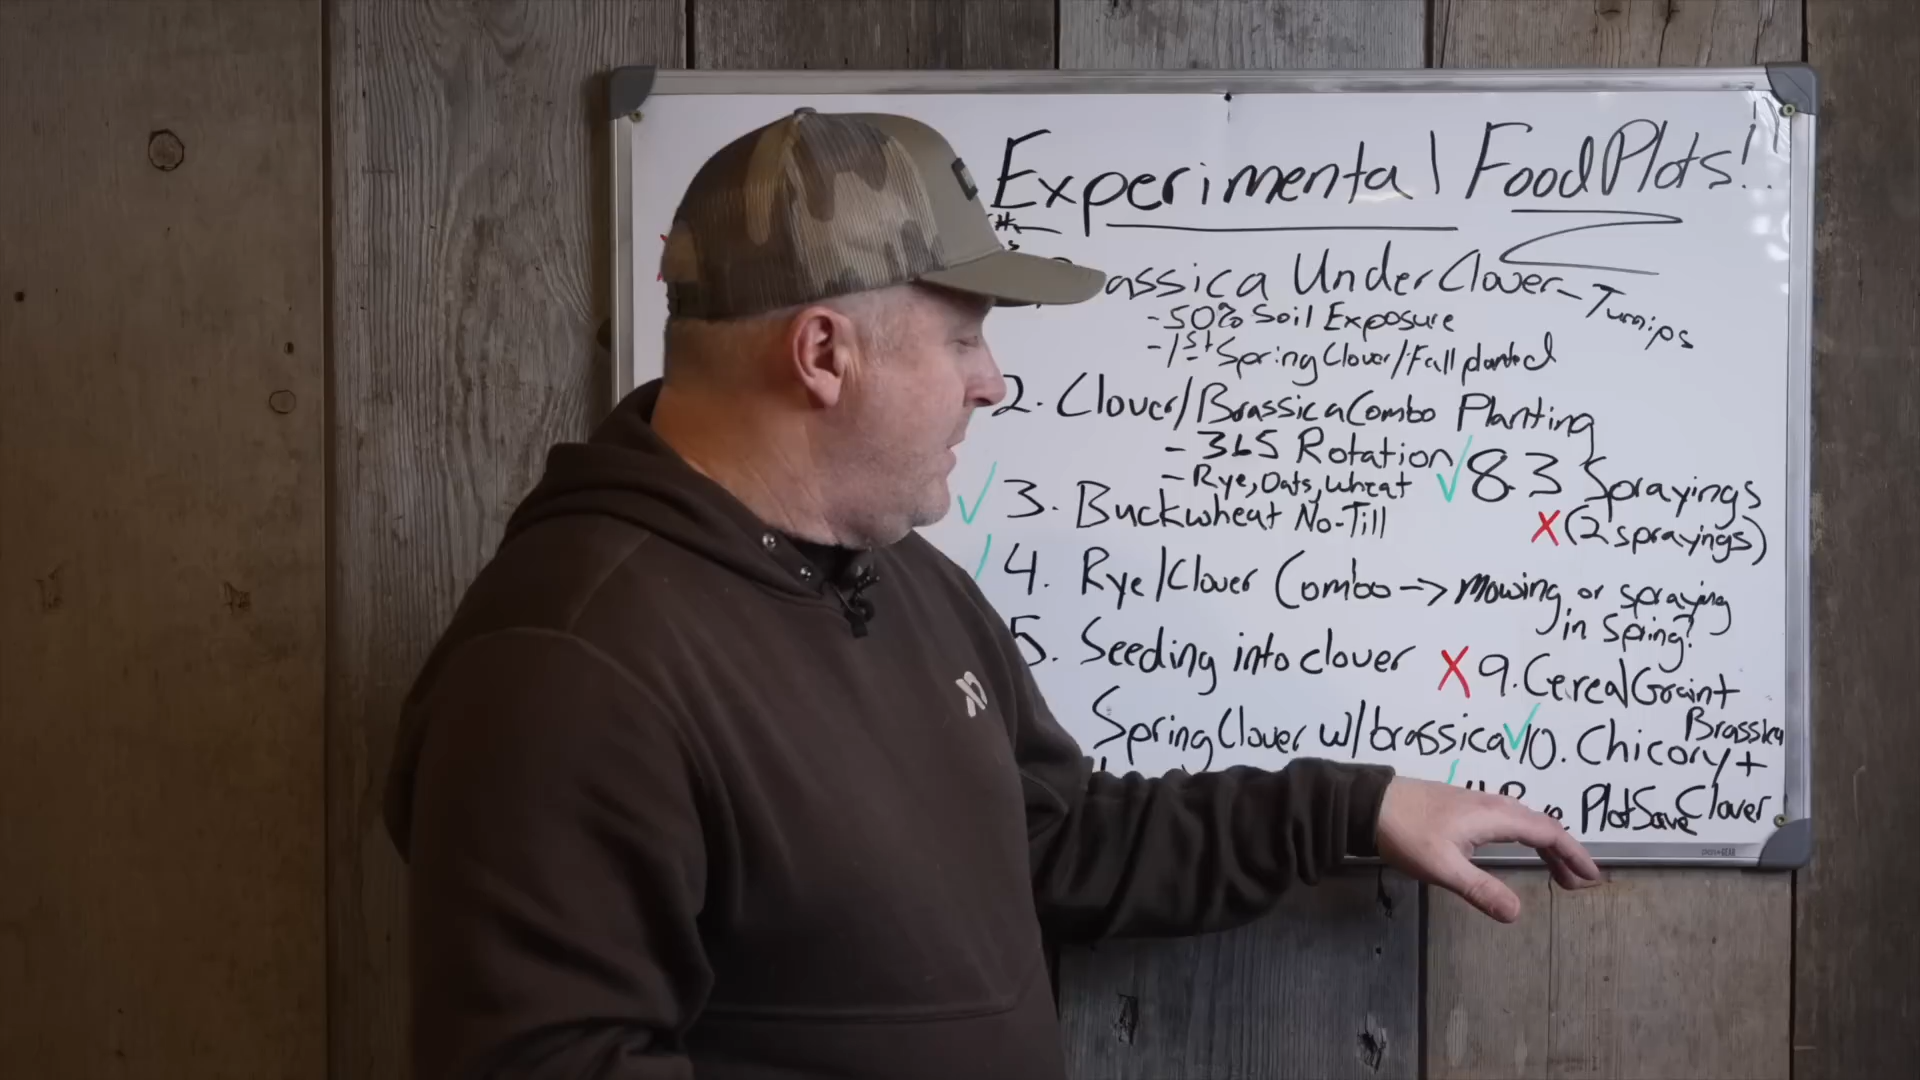 Experimental Food Plots!!
assica Under Clover - Turnips
- 50% Soil Exposure
- 1st Spring Clover/Fall planted
2. Clover/Brassica Combo Planting
- 365 Rotation
- Rye, Oats, Wheat
✓ 3. Buckwheat No-Till
✓ 8 3 Sprayings
X (2 sprayings)
4. Rye/Clover Combo -> Mowing or spraying
in Spring?
5. Seeding into clover
Spring Clover w/brassica
X 9. Cereal Grain +
Brassica
✓ 10. Chicory +
Plot Save Clover